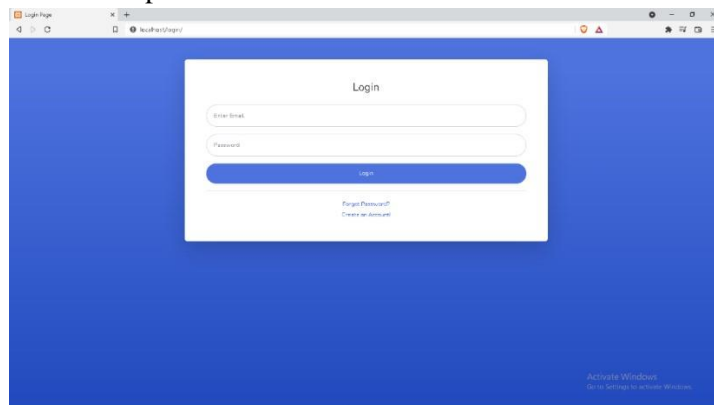 Login Page
localhost/login/
Login
Enter Email
Password
Login
Forgot Password?
Create an Account!
Activate Windows
Go to Settings to activate Windows.